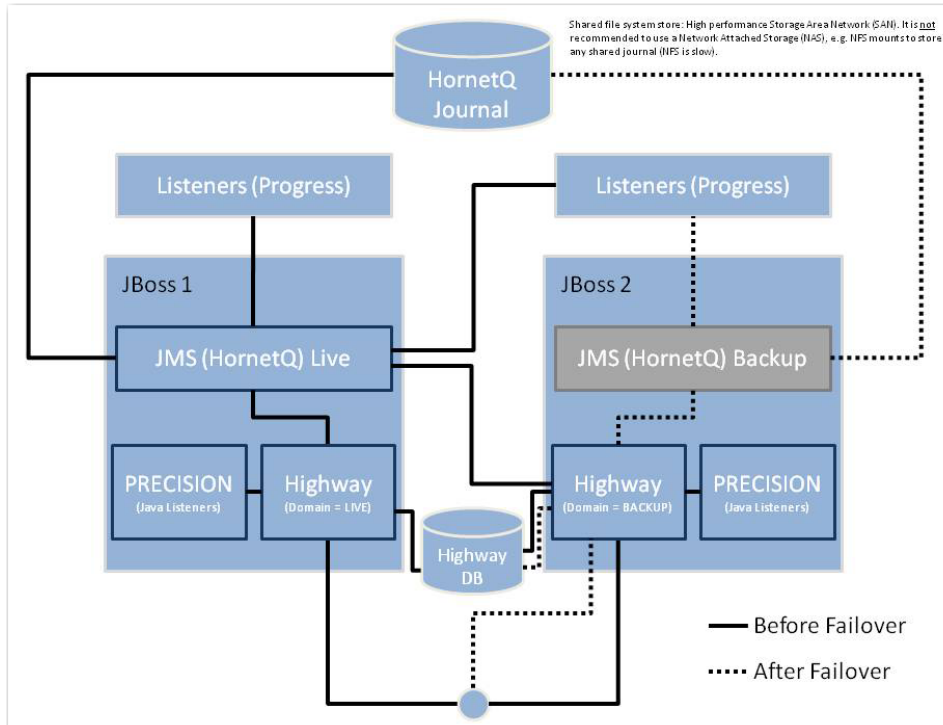 Shared file system store: High performance Storage Area Network (SAN). It is not
recommended to use a Network Attached Storage (NAS), e.g. NFS mounts to store
any shared journal (NFS is slow).
HornetQ
Journal
Listeners (Progress)
Listeners (Progress)
JBoss 1
JBoss 2
JMS (HornetQ) Live
JMS (HornetQ) Backup
PRECISION
(Java Listeners)
Highway
(Domain = LIVE)
Highway
(Domain = BACKUP)
PRECISION
(Java Listeners)
Highway
DB
Before Failover
After Failover